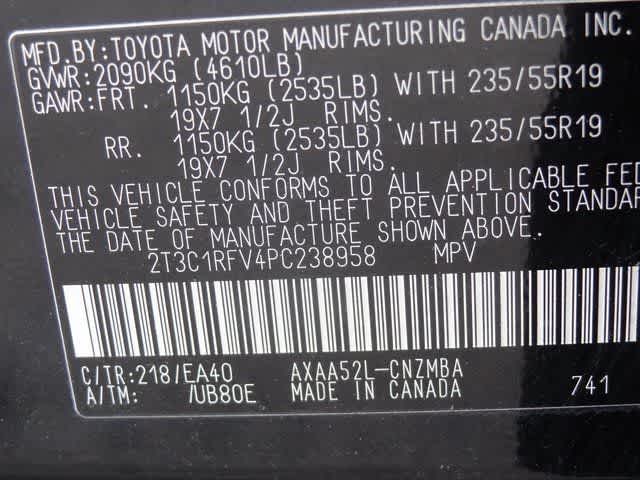 MFD.BY:TOYOTA MOTOR MANUFACTURING CANADA INC.
GVWR:2090KG (4610LB)
GAWR:FRT. 1150KG (2535LB) WITH 235/55R19
19X7 1/2J RIMS.
RR. 1150KG (2535LB) WITH 235/55R19
19X7 1/2J RIMS.
THIS VEHICLE CONFORMS TO ALL APPLICABLE FED
VEHICLE SAFETY AND THEFT PREVENTION STANDAR
THE DATE OF MANUFACTURE SHOWN ABOVE.
2T3C1RFV4PC238958 MPV
C/TR:218/EA40 AXAA52L-CNZMBA
A/TM: /UB80E MADE IN CANADA 741